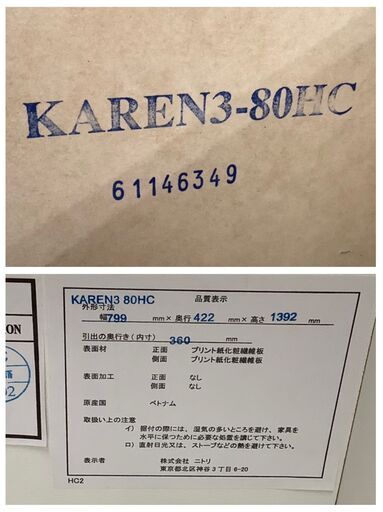 KAREN3-80HC
61146349
KAREN3 80HC 品質表示
外形寸法
幅799 mm×奥行422 mm×高さ1392 mm
引出の奥行き(内寸) 360 mm
表面材 正面 プリント紙化粧繊維板
側面 プリント紙化粧繊維板
表面加工 正面 なし
側面 なし
原産国 ベトナム
取扱い上の注意
イ)据付の際には、湿気の多いところを避け、家具を
水平に保つために必要な処置を講じて下さい。
ロ)直射日光又は、ストーブなどの熱を避けて下さい。
表示者 株式会社 ニトリ
東京都北区神谷3丁目6-20
HC2
ON